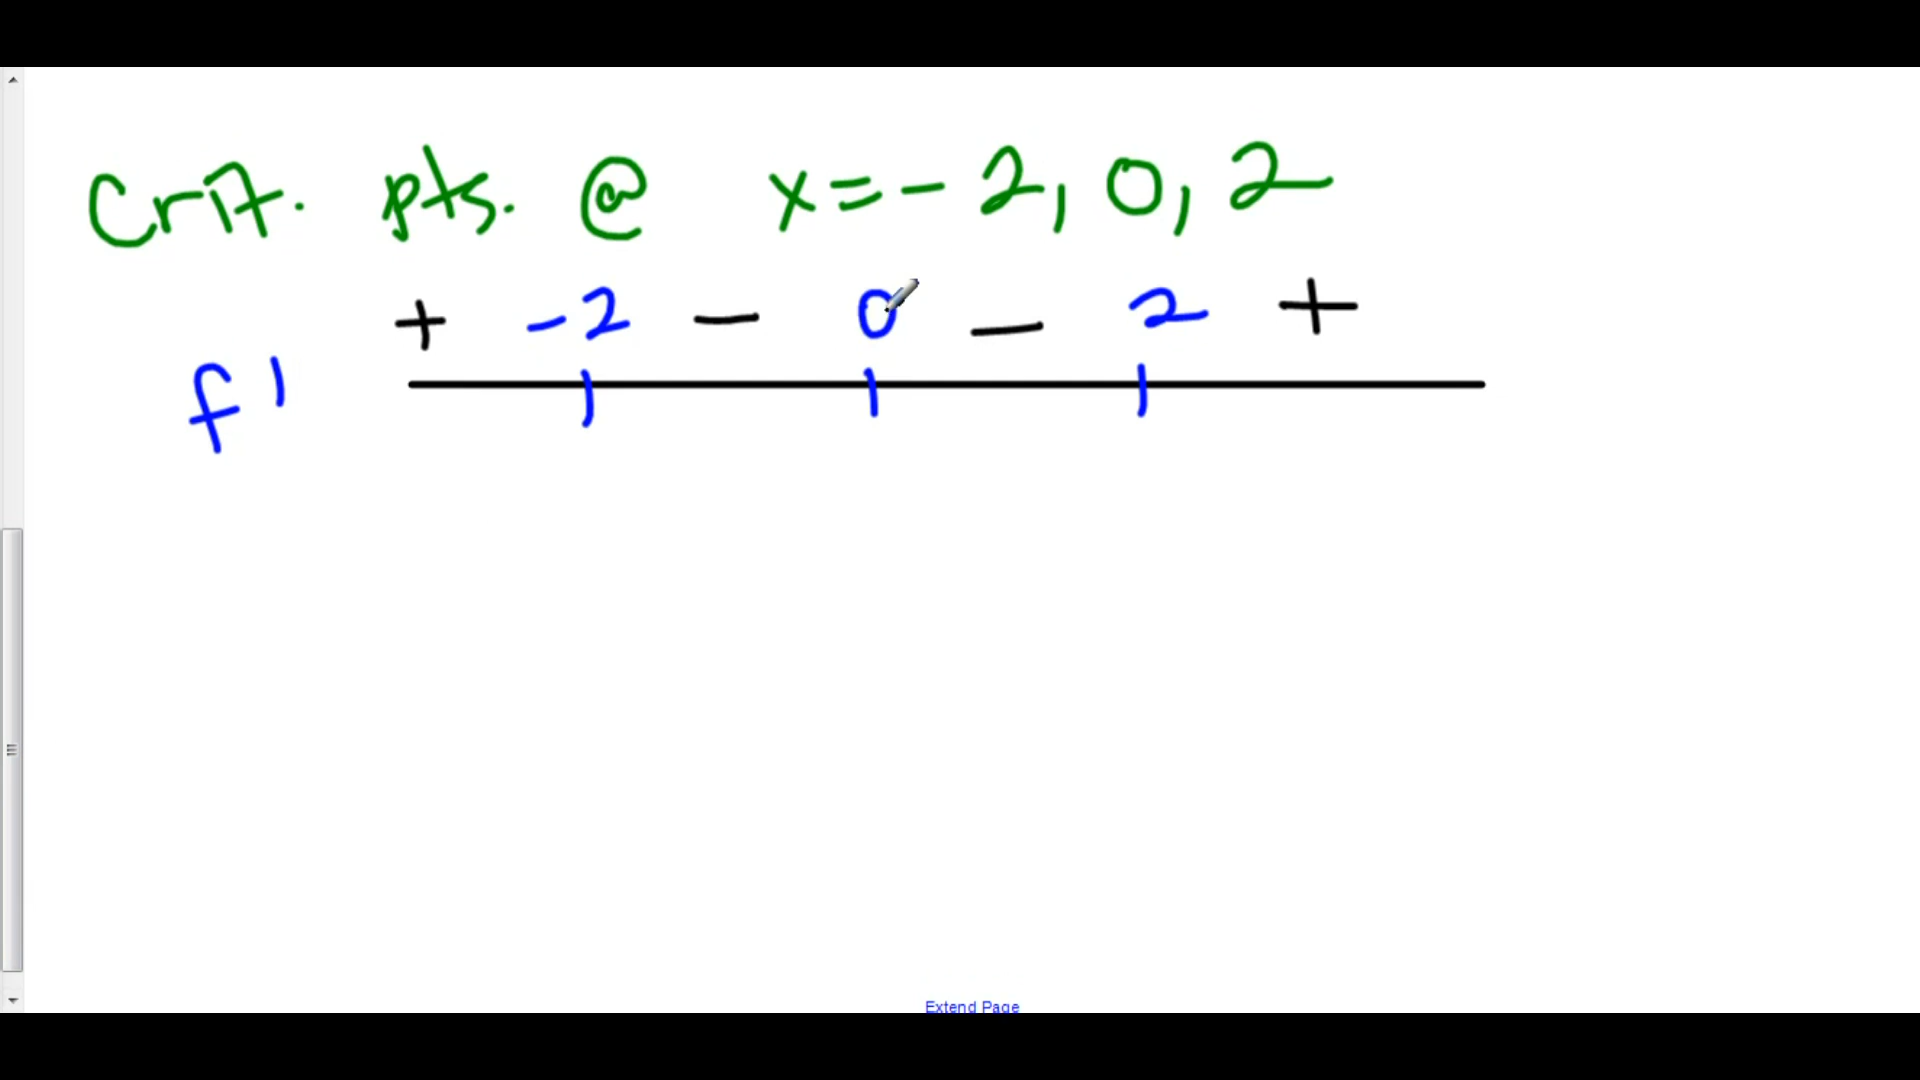 Crit. pts. @ x=-2, 0, 2
+ -2 - 0 - 2 +
f'
Extend Page